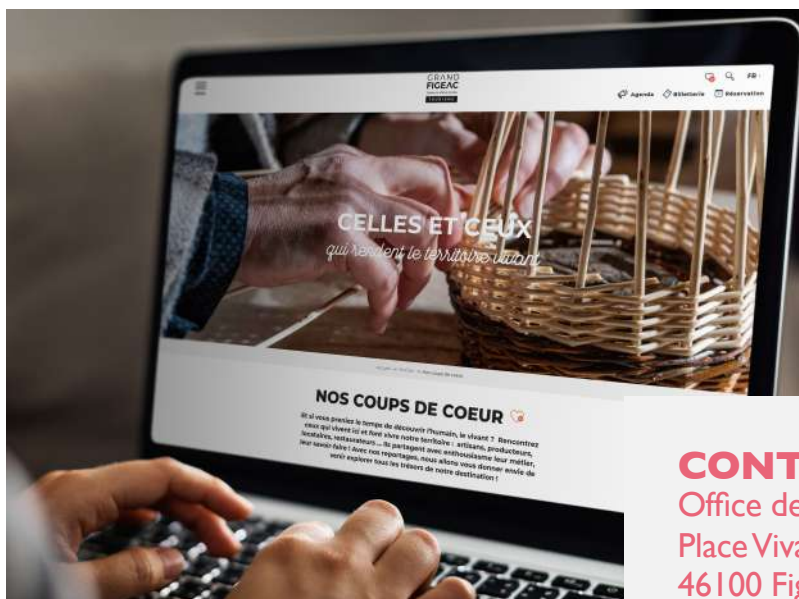 GRAND
FIGEAC
TOURISME
FR
Agenda Billetterie Réservation
CELLES ET CEUX
qui rendent le territoire vivant
NOS COUPS DE COEUR
Et si vous preniez le temps de découvrir l'humain, le vivant ? Rencontrez
ceux qui vivent ici et font vivre notre territoire : artisans, producteurs,
locataires, restaurateurs ... Ils partagent avec enthousiasme leur métier,
leur savoir-faire ! Avec nos reportages, nous allons vous donner envie de
venir explorer tous les trésors de notre destination !
CONT
Office de
Place Viva
46100 Fig